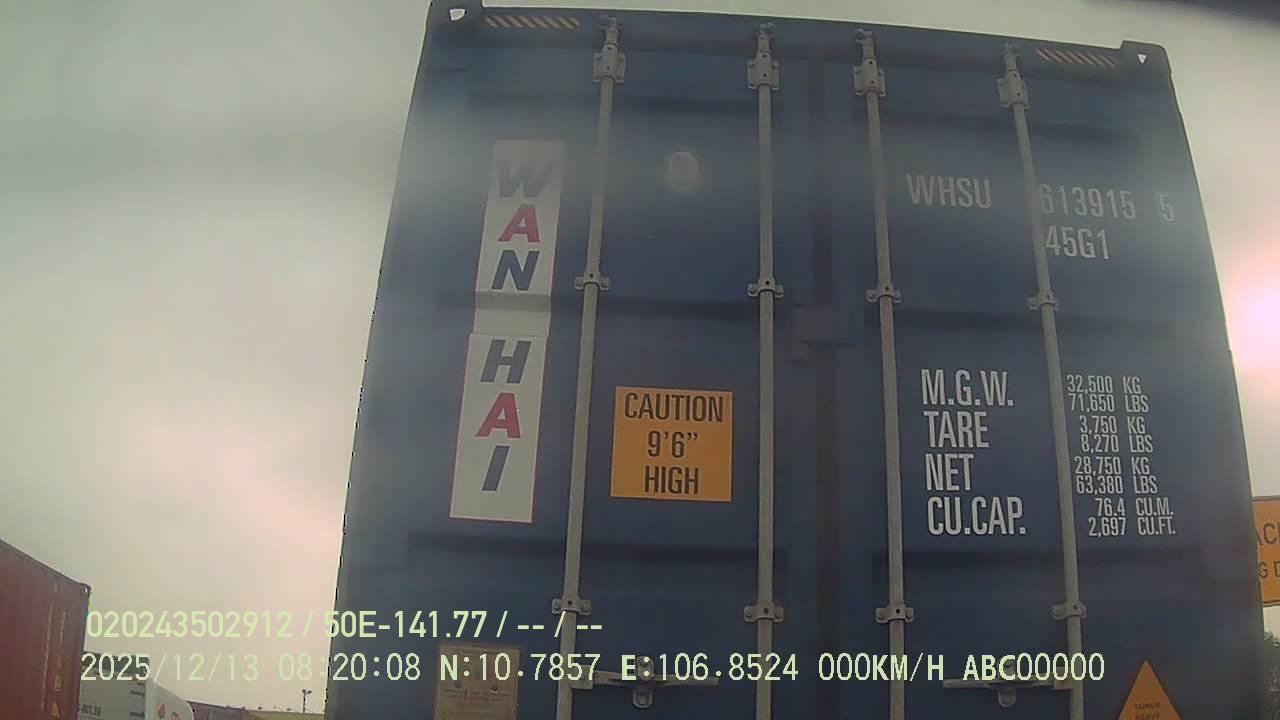 WAN HAI
WHSU 613915 5
45G1
CAUTION
9'6"
HIGH
M.G.W. 32,500 KG
71,650 LBS
TARE 3,750 KG
8,270 LBS
NET 28,750 KG
63,380 LBS
CU.CAP. 76.4 CU.M.
2,697 CU.FT.
SUPER
HEAVY
020243502912 / 50E-141.77 / -- / --
2025/12/13 08:20:08 N:10.7857 E:106.8524 000KM/H ABC00000